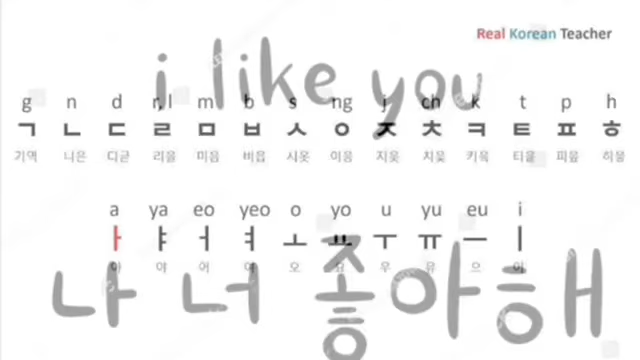 Real Korean Teacher
i like you
g n d r,l m b s ng j ch k t p h
ㄱ ㄴ ㄷ ㄹ ㅁ ㅂ ㅅ ㅇ ㅈ ㅊ ㅋ ㅌ ㅍ ㅎ
기역 니은 디귿 리을 미음 비읍 시옷 이응 지읒 치읓 키읔 티읕 피읖 히읗
a ya eo yeo o yo u yu eu i
ㅏ ㅑ ㅓ ㅕ ㅗ ㅛ ㅜ ㅠ ㅡ ㅣ
아 야 어 여 오 요 우 유 으 이
나 너 좋아해